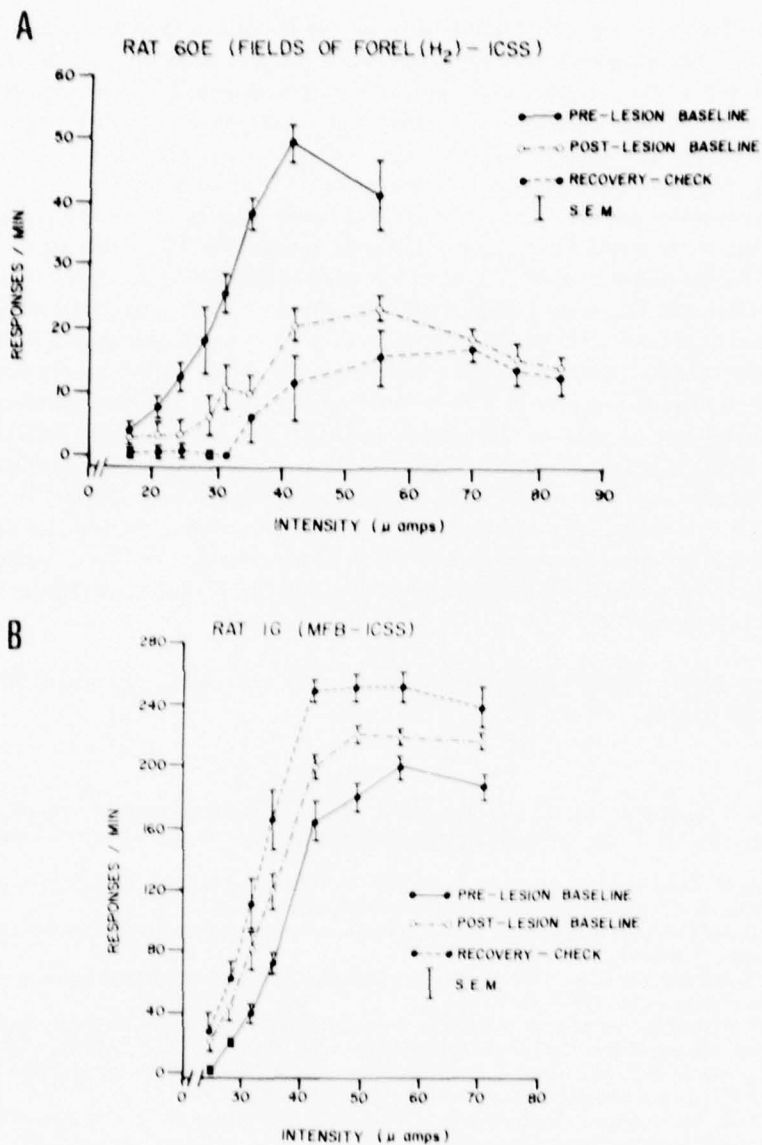 A
RAT 60E (FIELDS OF FOREL (H₂) - ICSS)
60
50
40
30
20
10
0
RESPONSES / MIN
PRE-LESION BASELINE
POST-LESION BASELINE
RECOVERY-CHECK
S.E.M.
0 20 30 40 50 60 70 80 90
INTENSITY (μ amps)
B
RAT 1G (MFB-ICSS)
280
240
200
160
120
80
40
0
RESPONSES / MIN
PRE-LESION BASELINE
POST-LESION BASELINE
RECOVERY-CHECK
S.E.M.
0 30 40 50 60 70 80
INTENSITY (μ amps)